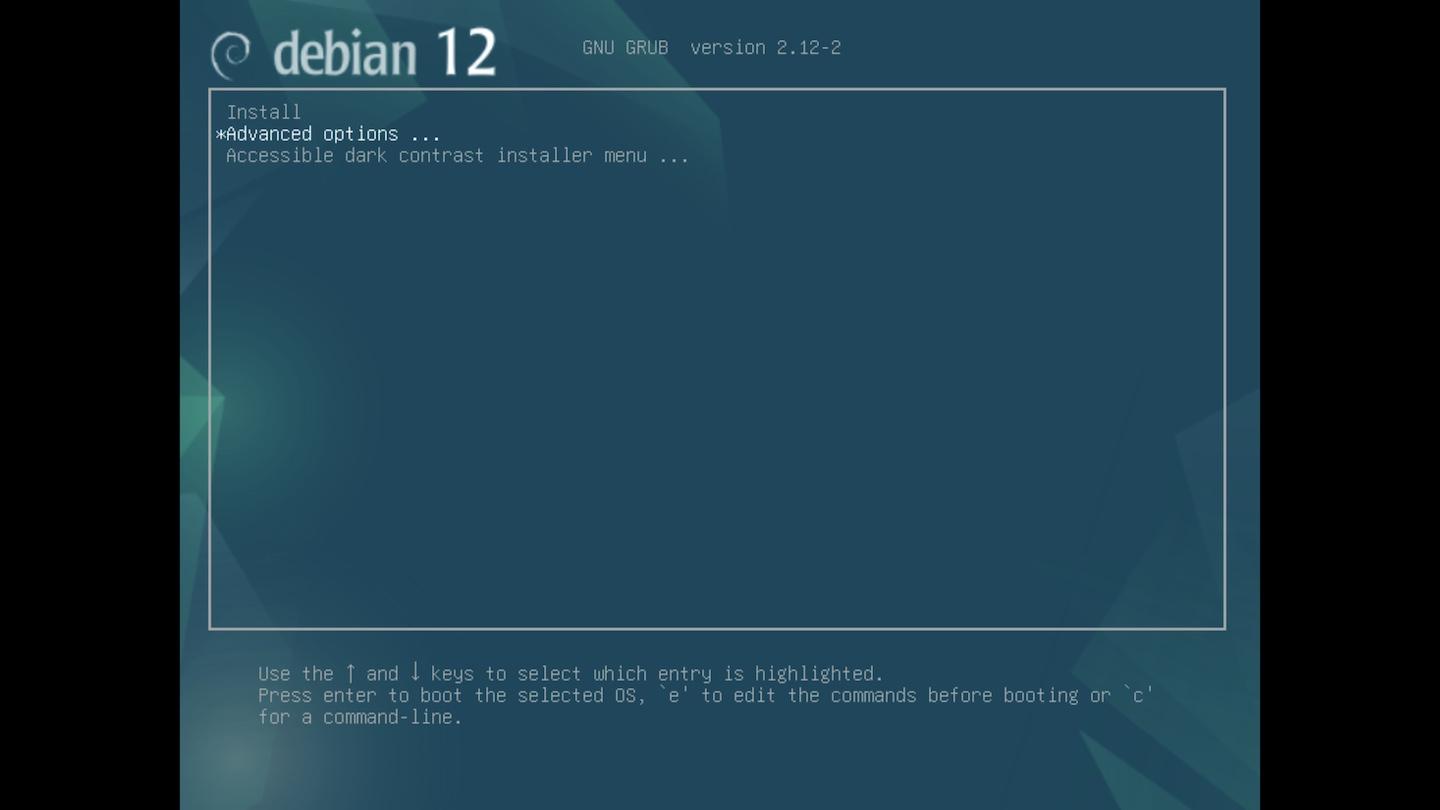 debian 12
GNU GRUB version 2.12-2
Install
*Advanced options ...
Accessible dark contrast installer menu ...
Use the ↑ and ↓ keys to select which entry is highlighted.
Press enter to boot the selected OS, `e' to edit the commands before booting or `c'
for a command-line.